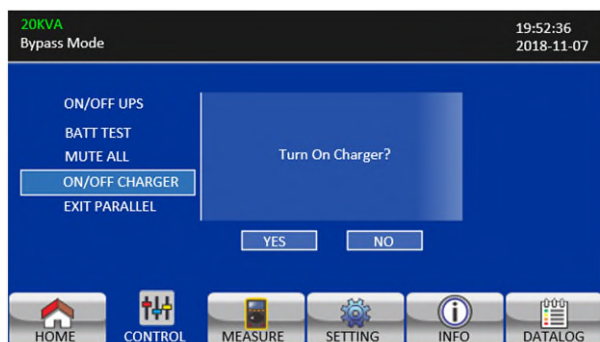 20KVA
Bypass Mode
19:52:36
2018-11-07
ON/OFF UPS
BATT TEST
MUTE ALL
ON/OFF CHARGER
EXIT PARALLEL
Turn On Charger?
YES NO
HOME CONTROL MEASURE SETTING INFO DATALOG